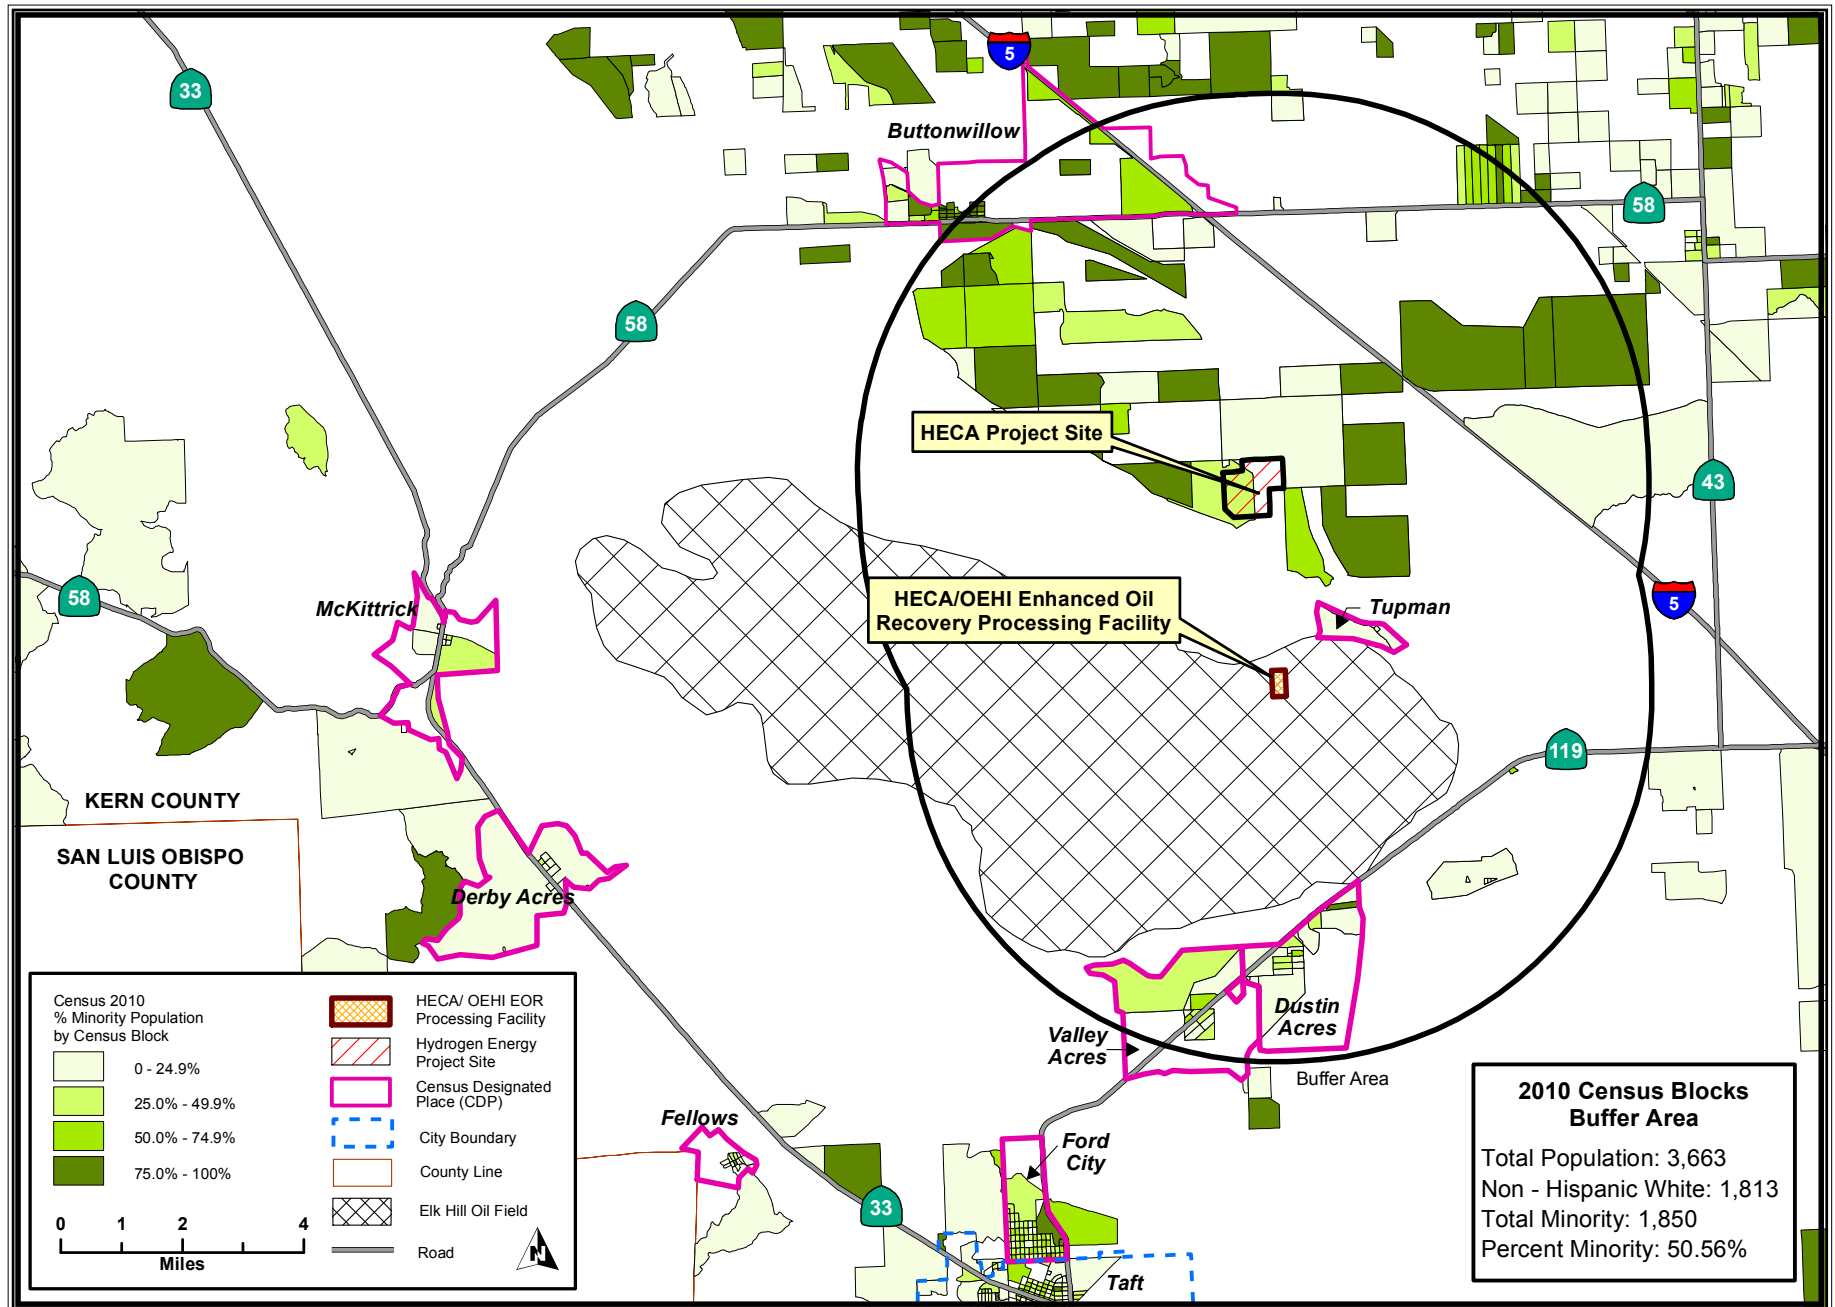 33
5
Buttonwillow
58
58
HECA Project Site
43
58
McKittrick
HECA/OEHI Enhanced Oil
Recovery Processing Facility
Tupman
5
119
KERN COUNTY
SAN LUIS OBISPO
COUNTY
Derby Acres
Dustin
Acres
Valley
Acres
Buffer Area
Fellows
Ford
City
33
Taft
Census 2010
% Minority Population
by Census Block
0 - 24.9%
25.0% - 49.9%
50.0% - 74.9%
75.0% - 100%
HECA/ OEHI EOR
Processing Facility
Hydrogen Energy
Project Site
Census Designated
Place (CDP)
City Boundary
County Line
Elk Hill Oil Field
Road
0 1 2 4
Miles
N
2010 Census Blocks
Buffer Area
Total Population: 3,663
Non - Hispanic White: 1,813
Total Minority: 1,850
Percent Minority: 50.56%